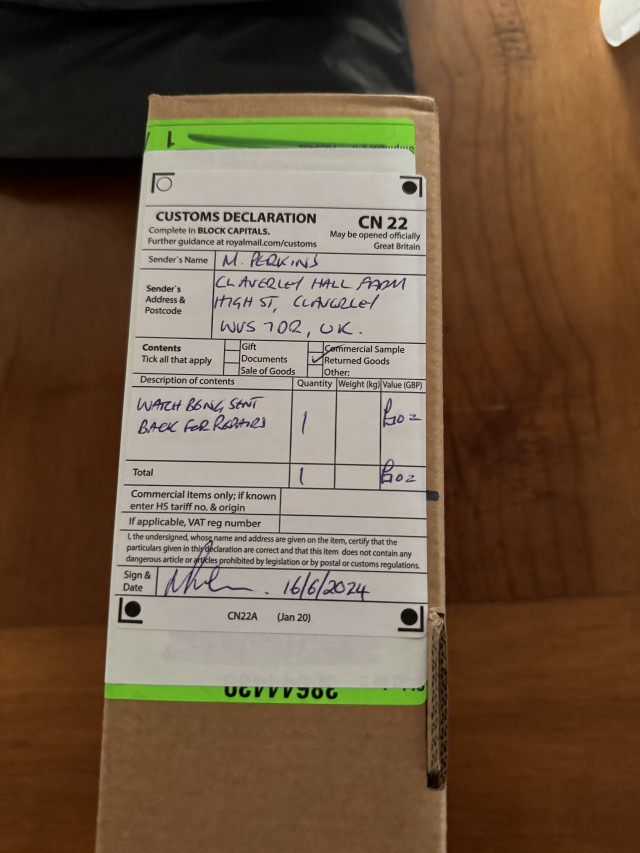 CUSTOMS DECLARATION
CN 22
Complete in BLOCK CAPITALS.
May be opened officially
Further guidance at royalmail.com/customs
Great Britain
Sender's Name M. PERKINS
Sender's Address & Postcode
CLAVERLEY HALL FARM
HIGH ST, CLAVERLEY
WV5 7DR, UK.
Contents
Tick all that apply
Gift
Documents
Sale of Goods
Commercial Sample
✓ Returned Goods
Other:
Description of contents Quantity Weight (kg) Value (GBP)
WATCH BEING SENT
BACK FOR REPAIRS
1
£102
Total 1 £102
Commercial items only; if known
enter HS tariff no. & origin
If applicable, VAT reg number
I, the undersigned, whose name and address are given on the item, certify that the
particulars given in this declaration are correct and that this item does not contain any
dangerous article or articles prohibited by legislation or by postal or customs regulations.
Sign &
Date
16/6/2024
CN22A (Jan 20)